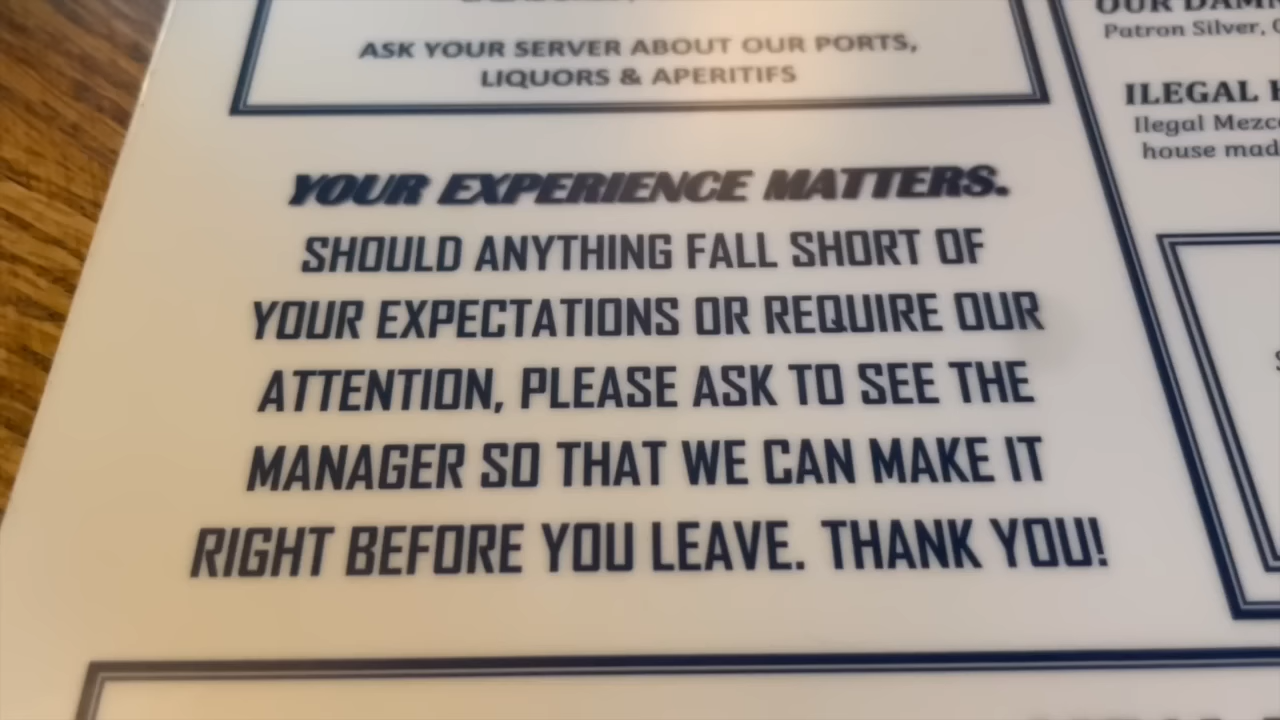 ASK YOUR SERVER ABOUT OUR PORTS,
LIQUORS & APERITIFS
YOUR EXPERIENCE MATTERS.
SHOULD ANYTHING FALL SHORT OF
YOUR EXPECTATIONS OR REQUIRE OUR
ATTENTION, PLEASE ASK TO SEE THE
MANAGER SO THAT WE CAN MAKE IT
RIGHT BEFORE YOU LEAVE. THANK YOU!
OUR
Patron Silver,
ILEGAL
Ilegal
house